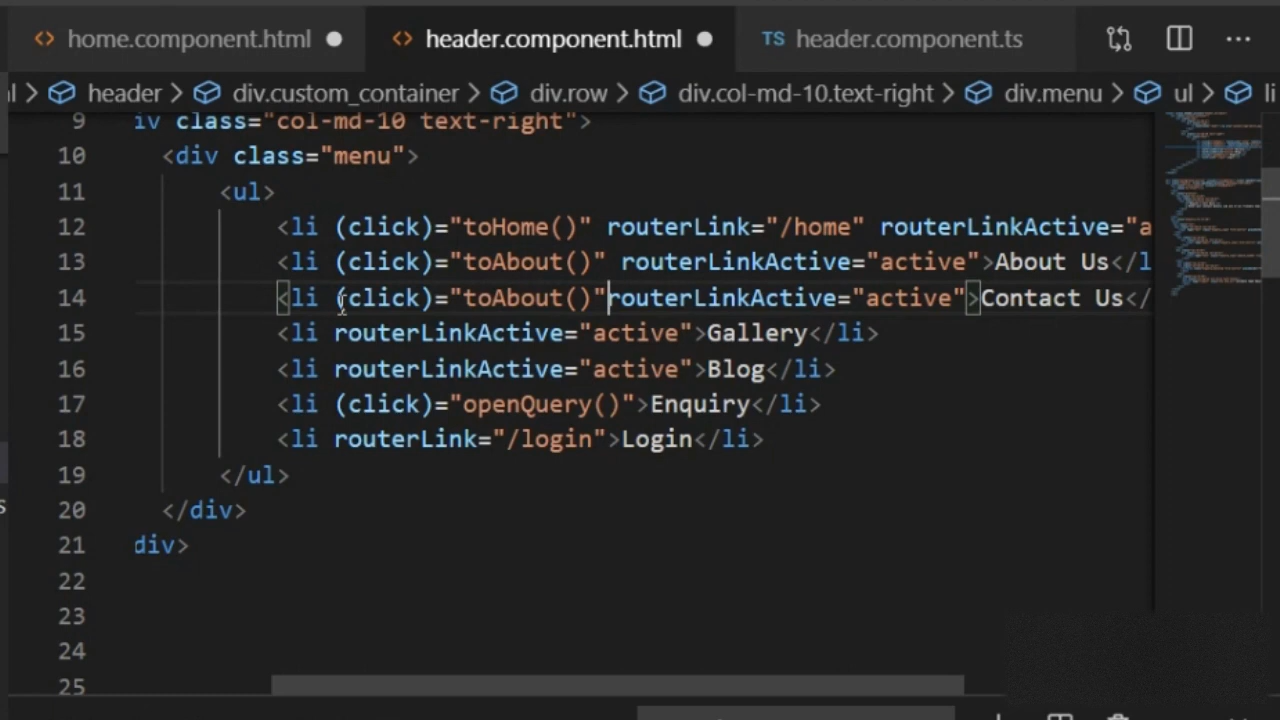 home.component.html header.component.html TS header.component.ts ...
header > div.custom_container > div.row > div.col-md-10.text-right > div.menu > ul > li
9 iv class="col-md-10 text-right">
10 <div class="menu">
11 <ul>
12 <li (click)="toHome()" routerLink="/home" routerLinkActive="a
13 <li (click)="toAbout()" routerLinkActive="active">About Us</l
14 <li (click)="toAbout()"routerLinkActive="active">Contact Us</
15 <li routerLinkActive="active">Gallery</li>
16 <li routerLinkActive="active">Blog</li>
17 <li (click)="openQuery()">Enquiry</li>
18 <li routerLink="/login">Login</li>
19 </ul>
20 </div>
21 div>
22
23
24
25